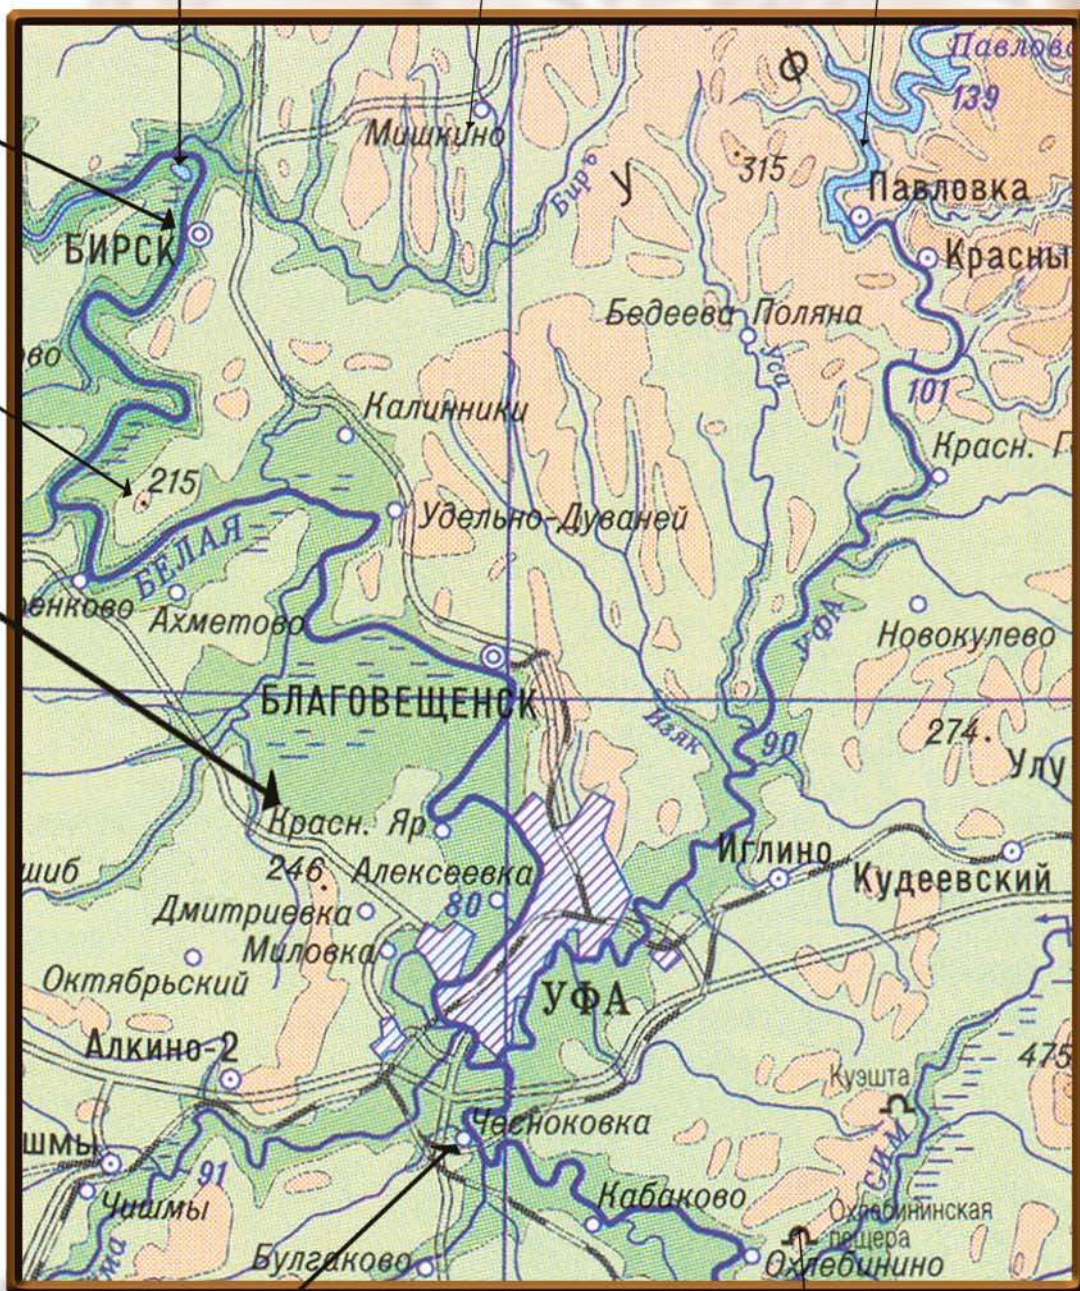 Павлово
Ф
139
Мишкино
315
Бирь
У
Павловка
БИРСК
Красны
Бедеева Поляна
ово
Уса
101
Калинники
Красн. Г
215
Удельно-Дуваней
БЕЛАЯ
енково
Ахметово
УФА
Новокулево
БЛАГОВЕЩЕНСК
Изяк
90
274
Улу
Красн. Яр
Иглино
шиб
246
Алексеевка
Кудеевский
Дмитриевка
80
Миловка
Октябрьский
УФА
Алкино-2
475
Куэшта
Чесноковка
шмы
СИМ
91
Чишмы
Кабаково
Охлебининская
пещера
ма
Булгаково
Охлебинино